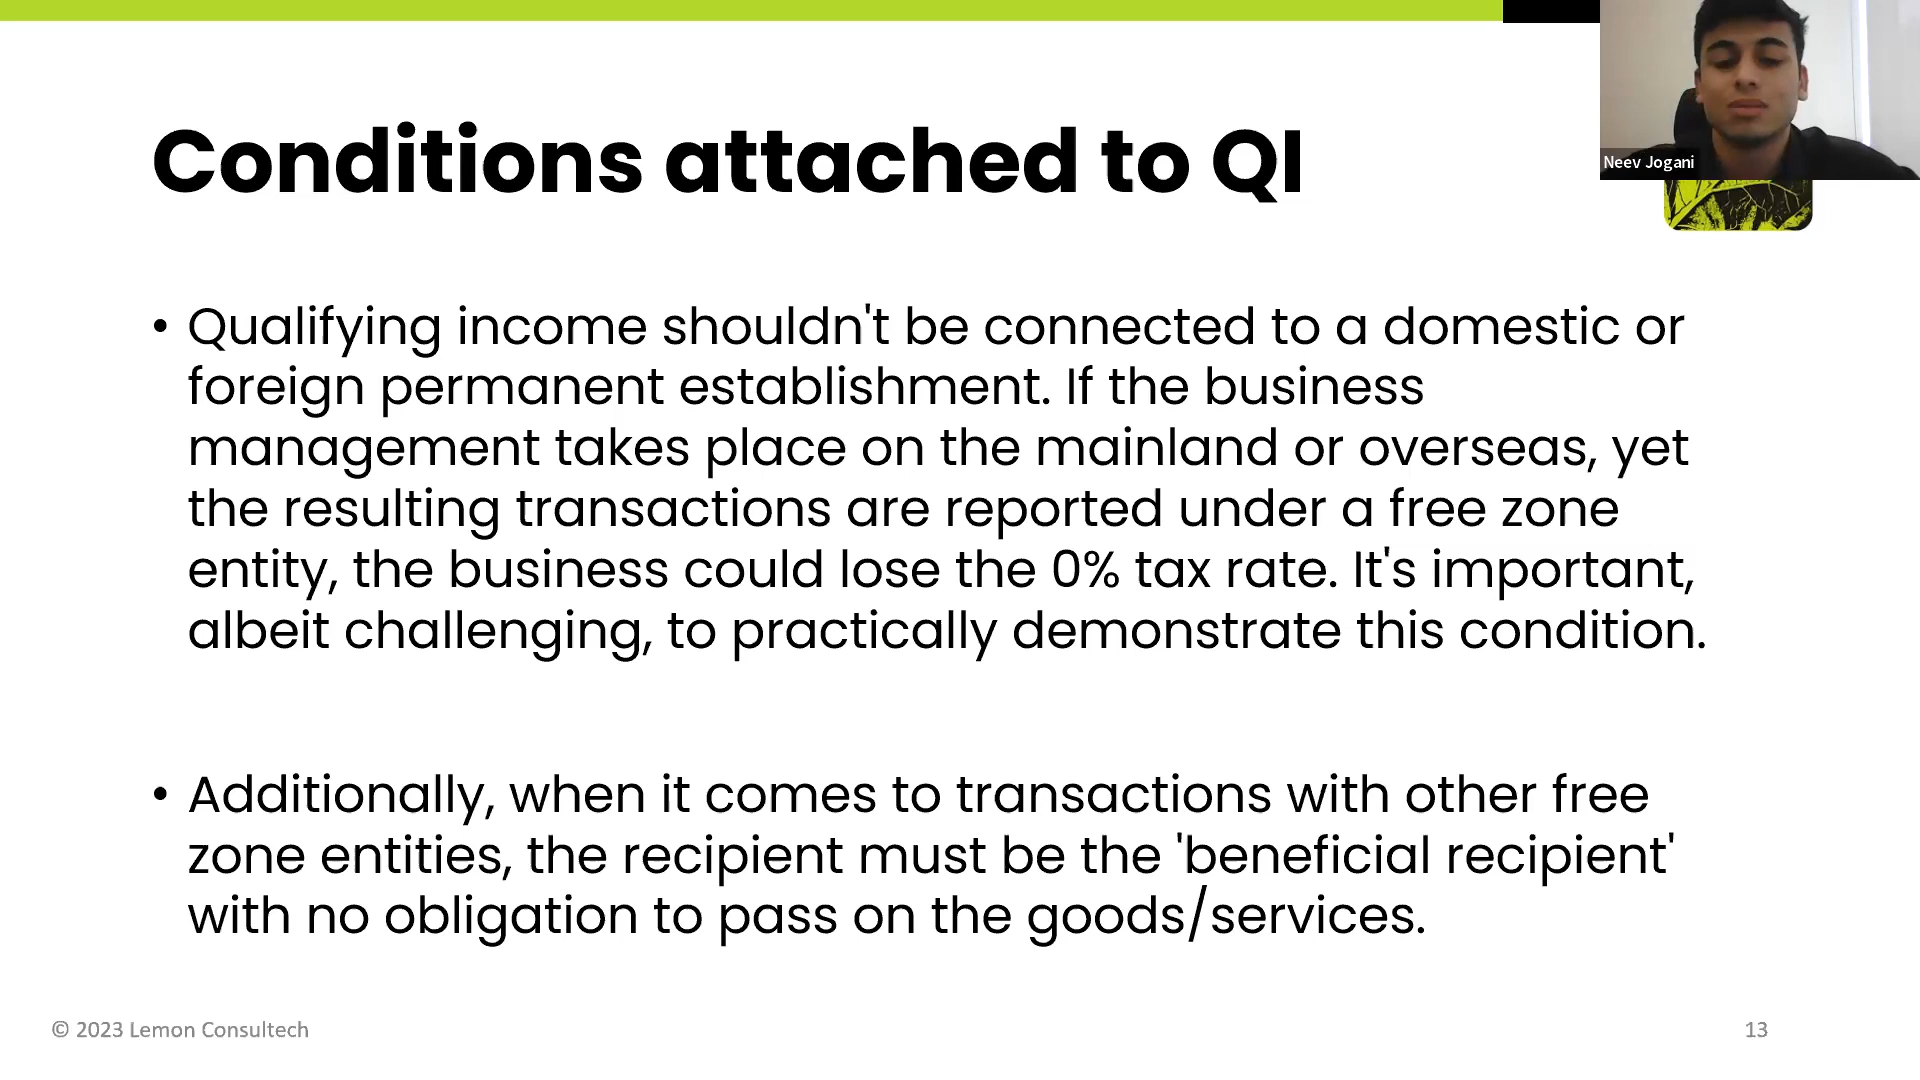 Conditions attached to QI
Neev Jogani
• Qualifying income shouldn't be connected to a domestic or
foreign permanent establishment. If the business
management takes place on the mainland or overseas, yet
the resulting transactions are reported under a free zone
entity, the business could lose the 0% tax rate. It's important,
albeit challenging, to practically demonstrate this condition.
• Additionally, when it comes to transactions with other free
zone entities, the recipient must be the 'beneficial recipient'
with no obligation to pass on the goods/services.
© 2023 Lemon Consultech
13